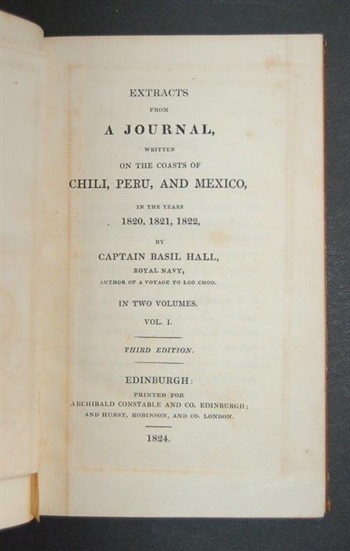 EXTRACTS
FROM
A JOURNAL,
WRITTEN
ON THE COASTS OF
CHILI, PERU, AND MEXICO,
IN THE YEARS
1820, 1821, 1822,
BY
CAPTAIN BASIL HALL,
ROYAL NAVY,
AUTHOR OF A VOYAGE TO LOO CHOO.
IN TWO VOLUMES.
VOL. I.
THIRD EDITION.
EDINBURGH:
PRINTED FOR
ARCHIBALD CONSTABLE AND CO. EDINBURGH;
AND HURST, ROBINSON, AND CO. LONDON.
1824.